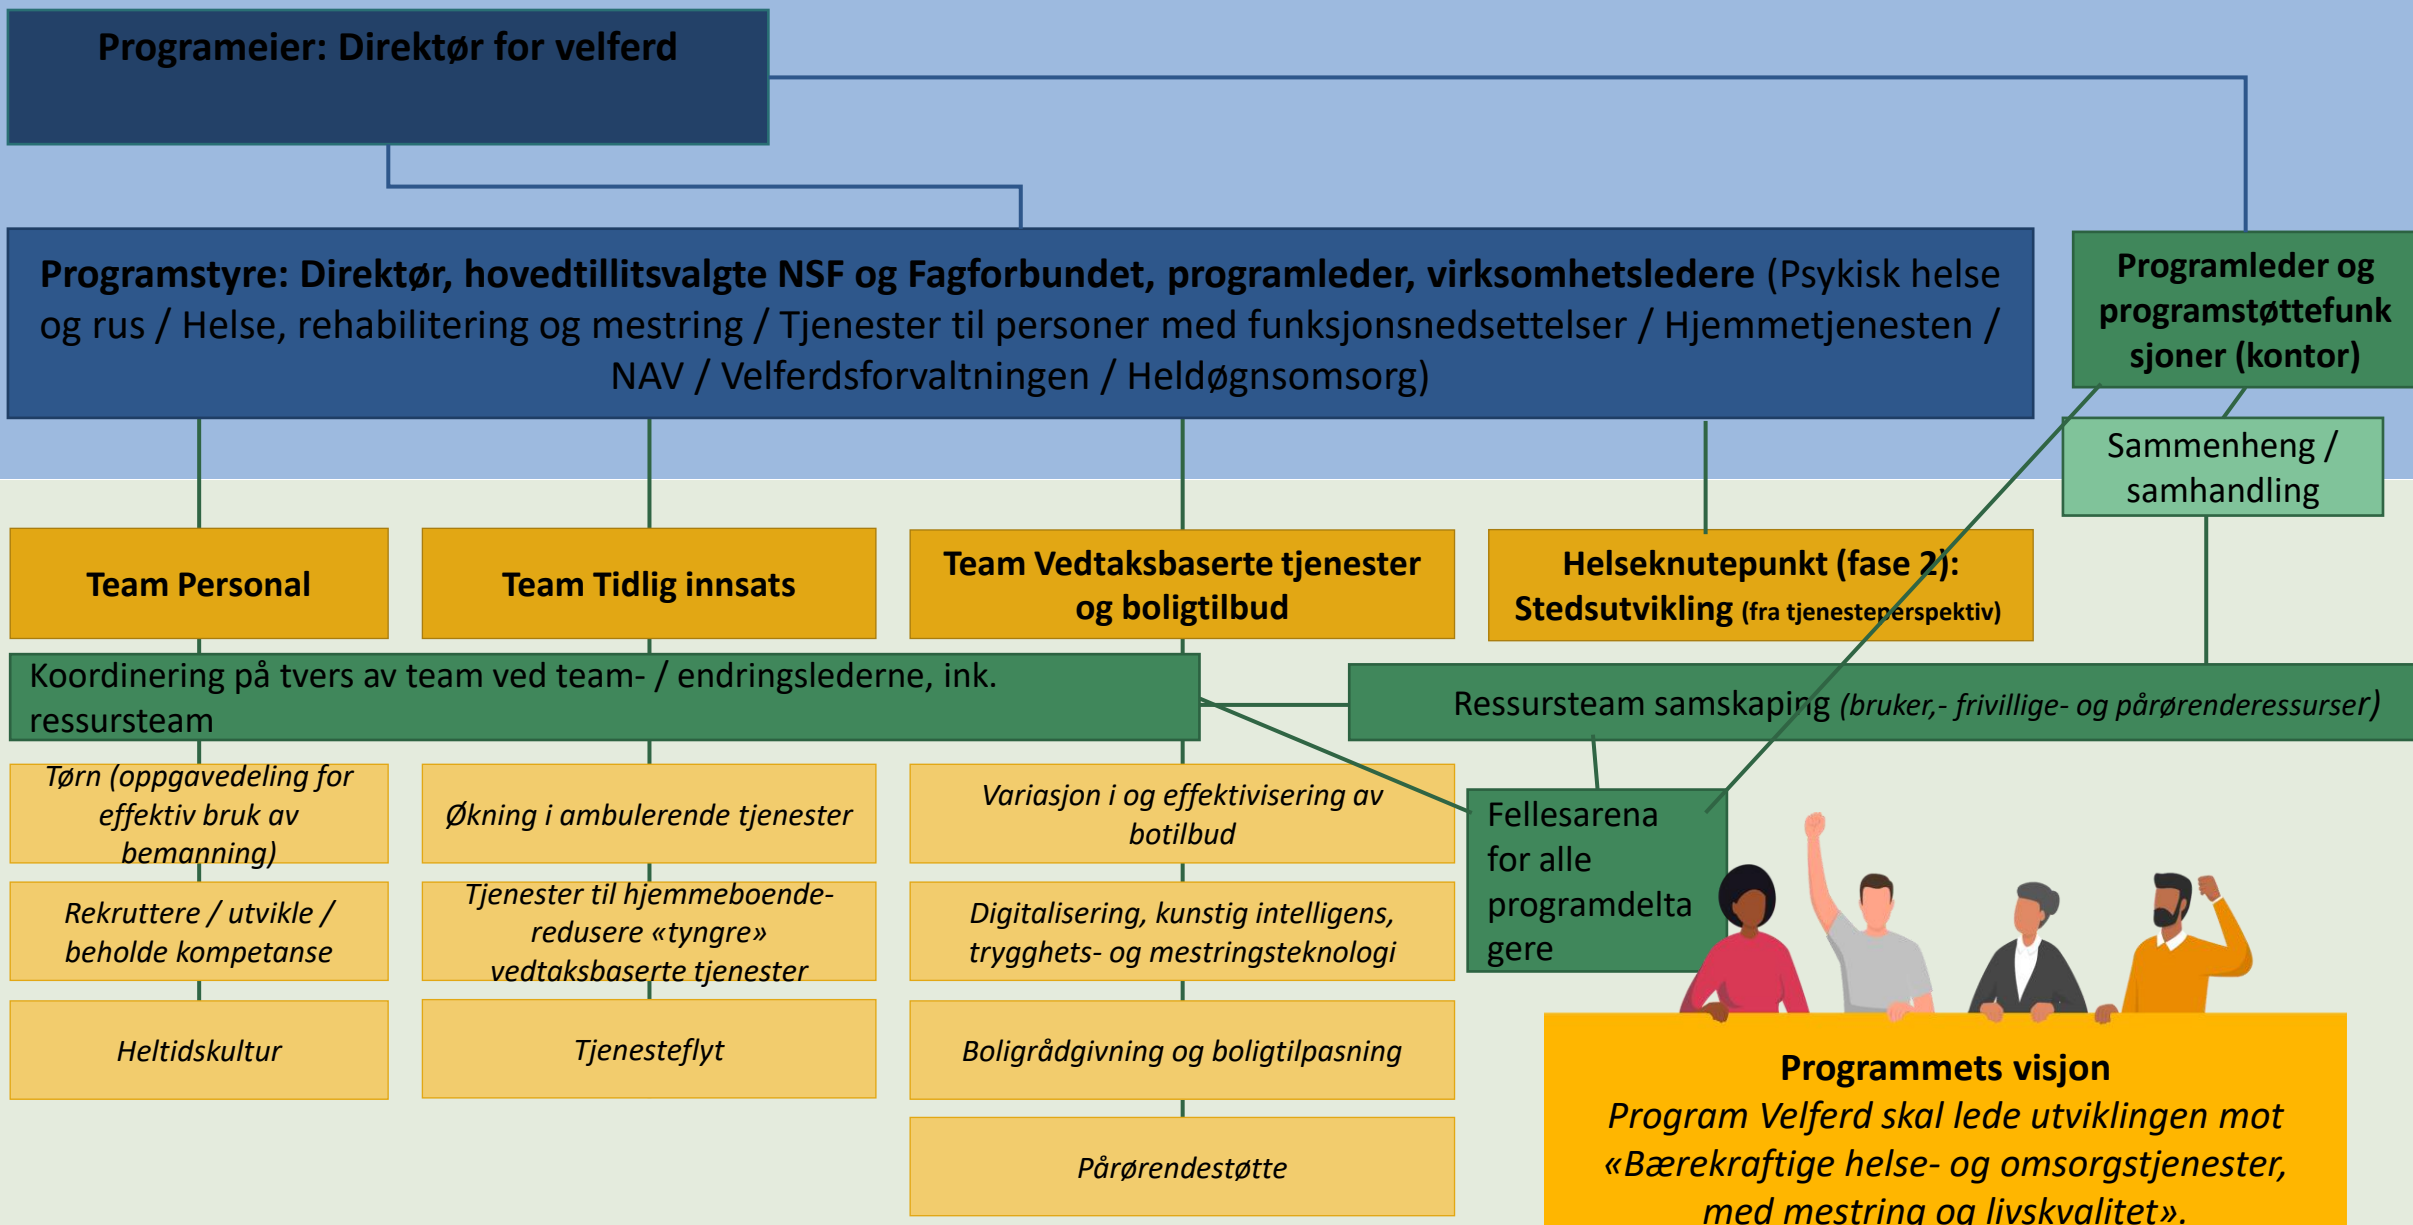 Programeier: Direktør for velferd
Programstyre: Direktør, hovedtillitsvalgte NSF og Fagforbundet, programleder, virksomhetsledere (Psykisk helse
og rus / Helse, rehabilitering og mestring / Tjenester til personer med funksjonsnedsettelser / Hjemmetjenesten /
NAV / Velferdsforvaltningen / Heldøgnsomsorg)
Programleder og
programstøttefunk
sjoner (kontor)
Sammenheng /
samhandling
Team Personal
Team Tidlig innsats
Team Vedtaksbaserte tjenester
og boligtilbud
Helseknutepunkt (fase 2):
Stedsutvikling (fra tjenesteperspektiv)
Koordinering på tvers av team ved team- / endringslederne, ink.
ressursteam
Ressursteam samskaping (bruker,- frivillige- og pårørenderessurser)
Tørn (oppgavedeling for
effektiv bruk av
bemanning)
Rekruttere / utvikle /
beholde kompetanse
Heltidskultur
Økning i ambulerende tjenester
Tjenester til hjemmeboende-
redusere «tyngre»
vedtaksbaserte tjenester
Tjenesteflyt
Variasjon i og effektivisering av
botilbud
Digitalisering, kunstig intelligens,
trygghets- og mestringsteknologi
Boligrådgivning og boligtilpasning
Pårørendestøtte
Fellesarena
for alle
programdelta
gere
Programmets visjon
Program Velferd skal lede utviklingen mot
«Bærekraftige helse- og omsorgstjenester,
med mestring og livskvalitet».